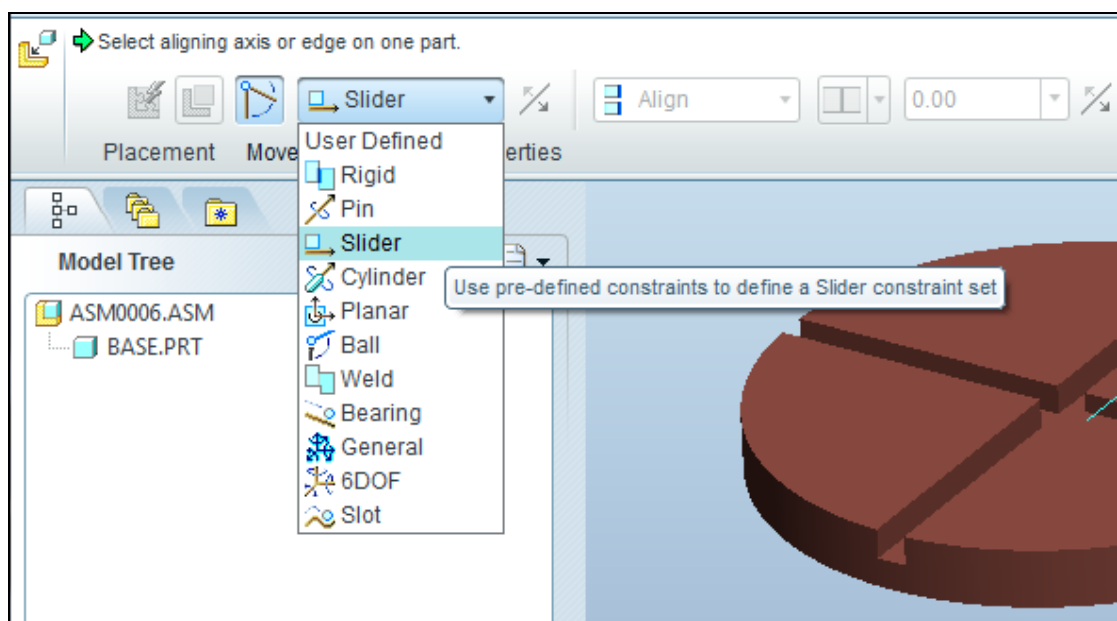 Select aligning axis or edge on one part.
Slider
Align
0.00
Placement Move erties
User Defined
Rigid
Pin
Slider
Cylinder
Planar
Ball
Weld
Bearing
General
6DOF
Slot
Use pre-defined constraints to define a Slider constraint set
Model Tree
ASM0006.ASM
BASE.PRT